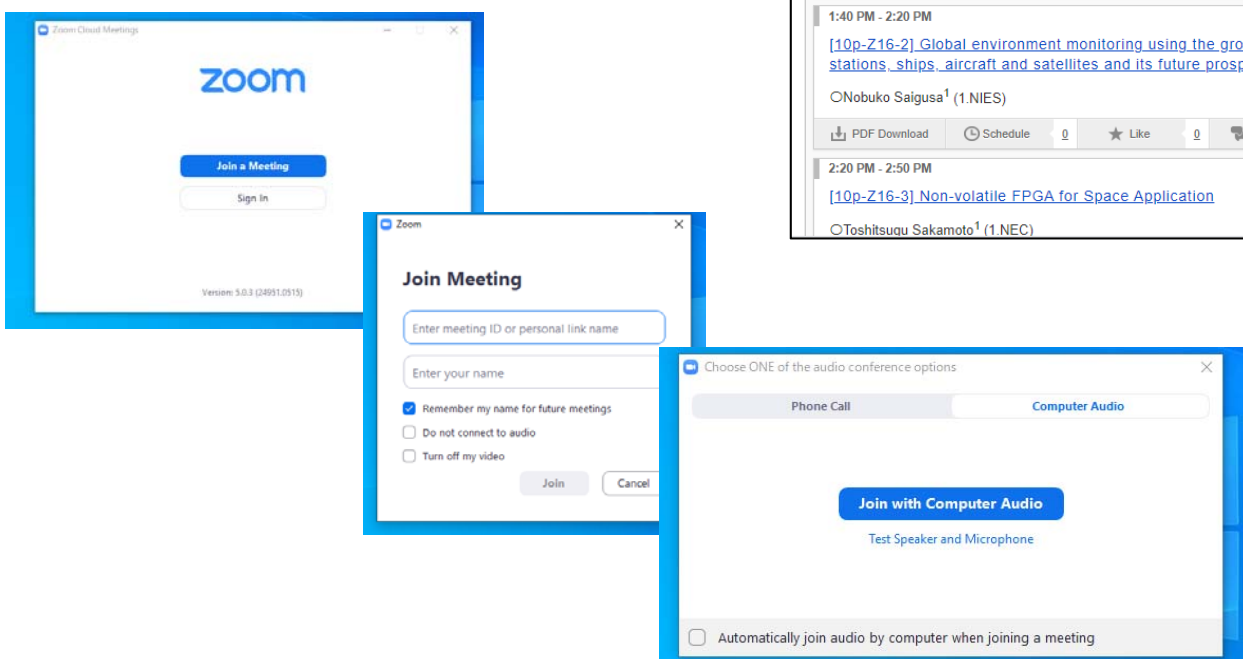 Zoom Cloud Meetings
zoom
Join a Meeting
Sign In
Version: 5.0.3 (24951.0515)
Zoom
Join Meeting
Enter meeting ID or personal link name
Enter your name
Remember my name for future meetings
Do not connect to audio
Turn off my video
Join Cancel
Choose ONE of the audio conference options
Phone Call Computer Audio
Join with Computer Audio
Test Speaker and Microphone
Automatically join audio by computer when joining a meeting
1:40 PM - 2:20 PM
[10p-Z16-2] Global environment monitoring using the gro
stations, ships, aircraft and satellites and its future prosp
○Nobuko Saigusa1 (1.NIES)
PDF Download Schedule 0 Like 0
2:20 PM - 2:50 PM
[10p-Z16-3] Non-volatile FPGA for Space Application
○Toshitsugu Sakamoto1 (1.NEC)